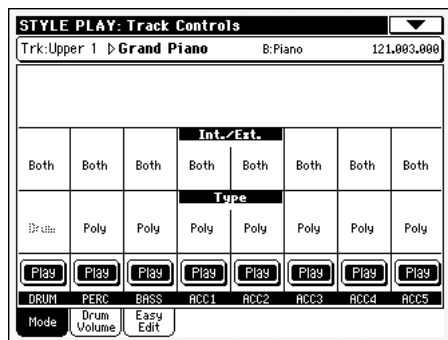 STYLE PLAY: Track Controls
Trk:Upper 1 ▷Grand Piano B:Piano 121.003.000
Int./Ext.
Both Both Both Both Both Both Both Both
Type
Drum Poly Poly Poly Poly Poly Poly Poly
Play Play Play Play Play Play Play Play
DRUM PERC BASS ACC1 ACC2 ACC3 ACC4 ACC5
Mode Drum Volume Easy Edit